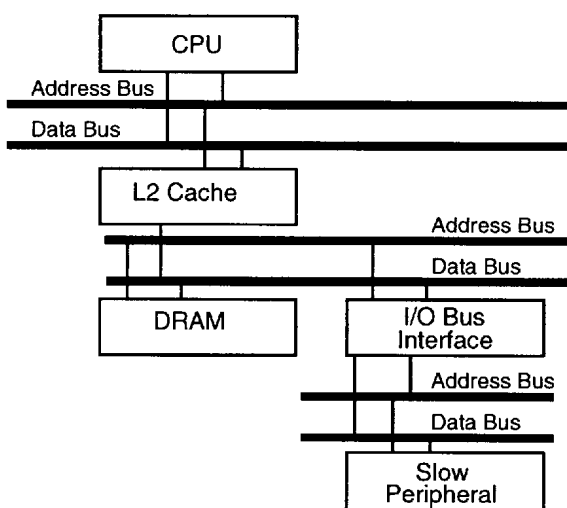 CPU
Address Bus
Data Bus
L2 Cache
Address Bus
Data Bus
DRAM
I/O Bus
Interface
Address Bus
Data Bus
Slow
Peripheral